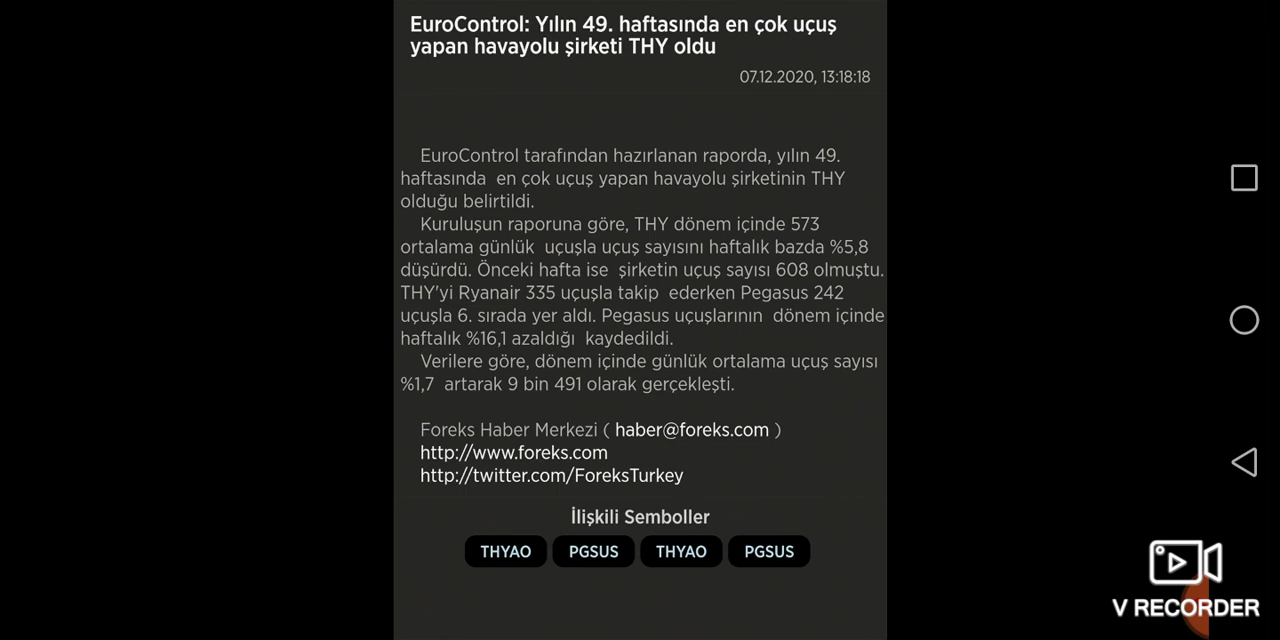 EuroControl: Yılın 49. haftasında en çok uçuş
yapan havayolu şirketi THY oldu
07.12.2020, 13:18:18
EuroControl tarafından hazırlanan raporda, yılın 49.
haftasında en çok uçuş yapan havayolu şirketinin THY
olduğu belirtildi.
Kuruluşun raporuna göre, THY dönem içinde 573
ortalama günlük uçuşla uçuş sayısını haftalık bazda %5,8
düşürdü. Önceki hafta ise şirketin uçuş sayısı 608 olmuştu.
THY'yi Ryanair 335 uçuşla takip ederken Pegasus 242
uçuşla 6. sırada yer aldı. Pegasus uçuşlarının dönem içinde
haftalık %16,1 azaldığı kaydedildi.
Verilere göre, dönem içinde günlük ortalama uçuş sayısı
%1,7 artarak 9 bin 491 olarak gerçekleşti.
Foreks Haber Merkezi ( haber@foreks.com )
http://www.foreks.com
http://twitter.com/ForeksTurkey
İlişkili Semboller
THYAO PGSUS THYAO PGSUS
V RECORDER